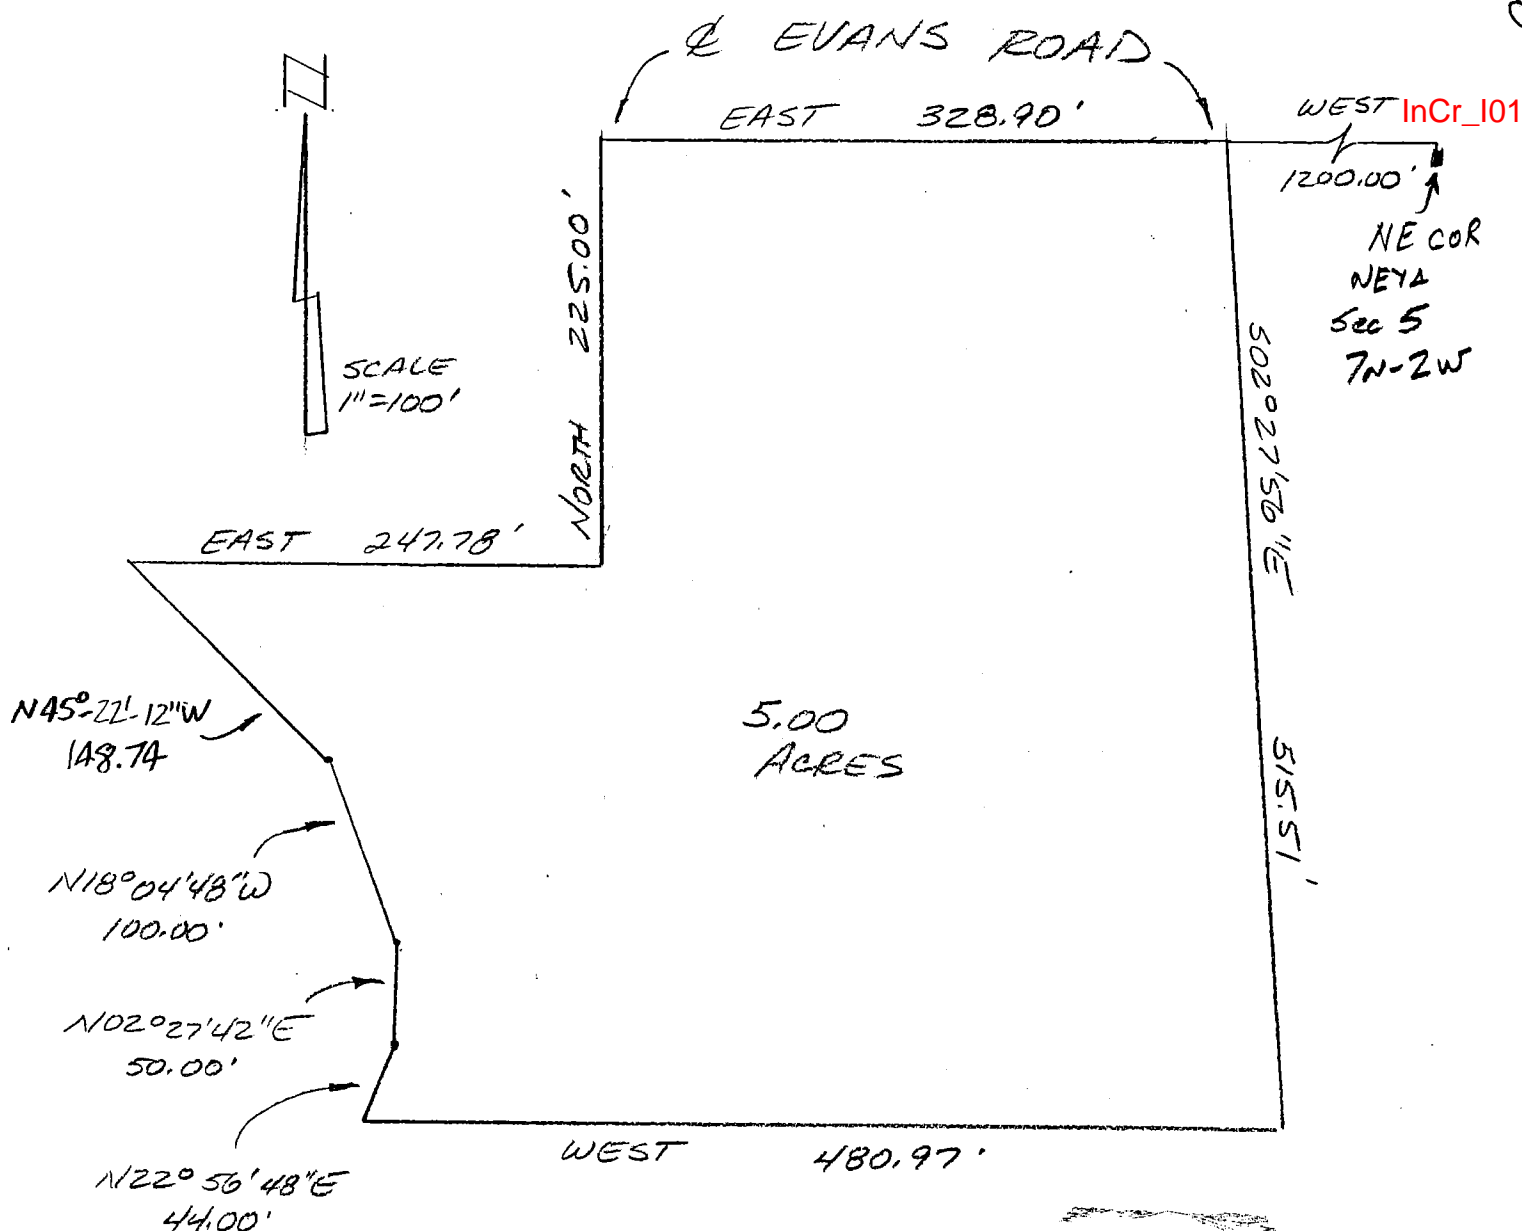 ℄ EVANS ROAD
N
EAST 328.90'
WEST InCr_I01
1200.00'
NE COR
NE¼
Sec 5
7N-2W
NORTH 225.00'
SCALE
1"=100'
S02°27'56"E 515.51'
EAST 247.78'
N45°-22'-12"W
148.74
5.00
ACRES
N18°04'48"W
100.00'
N02°27'42"E
50.00'
WEST 480.97'
N22°56'48"E
44.00'